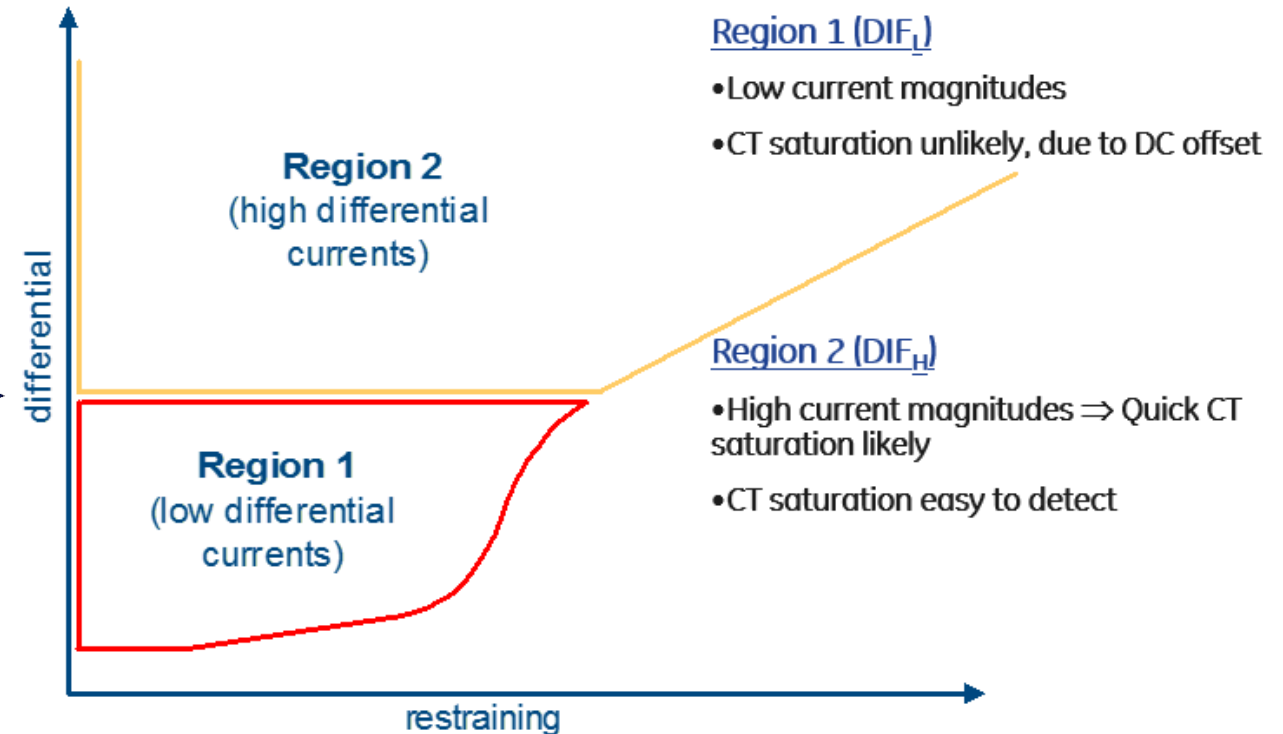 Region 1 (DIFL)
•Low current magnitudes
•CT saturation unlikely, due to DC offset
Region 2
(high differential
currents)
differential
Region 2 (DIFH)
•High current magnitudes ⇒ Quick CT
saturation likely
•CT saturation easy to detect
Region 1
(low differential
currents)
restraining